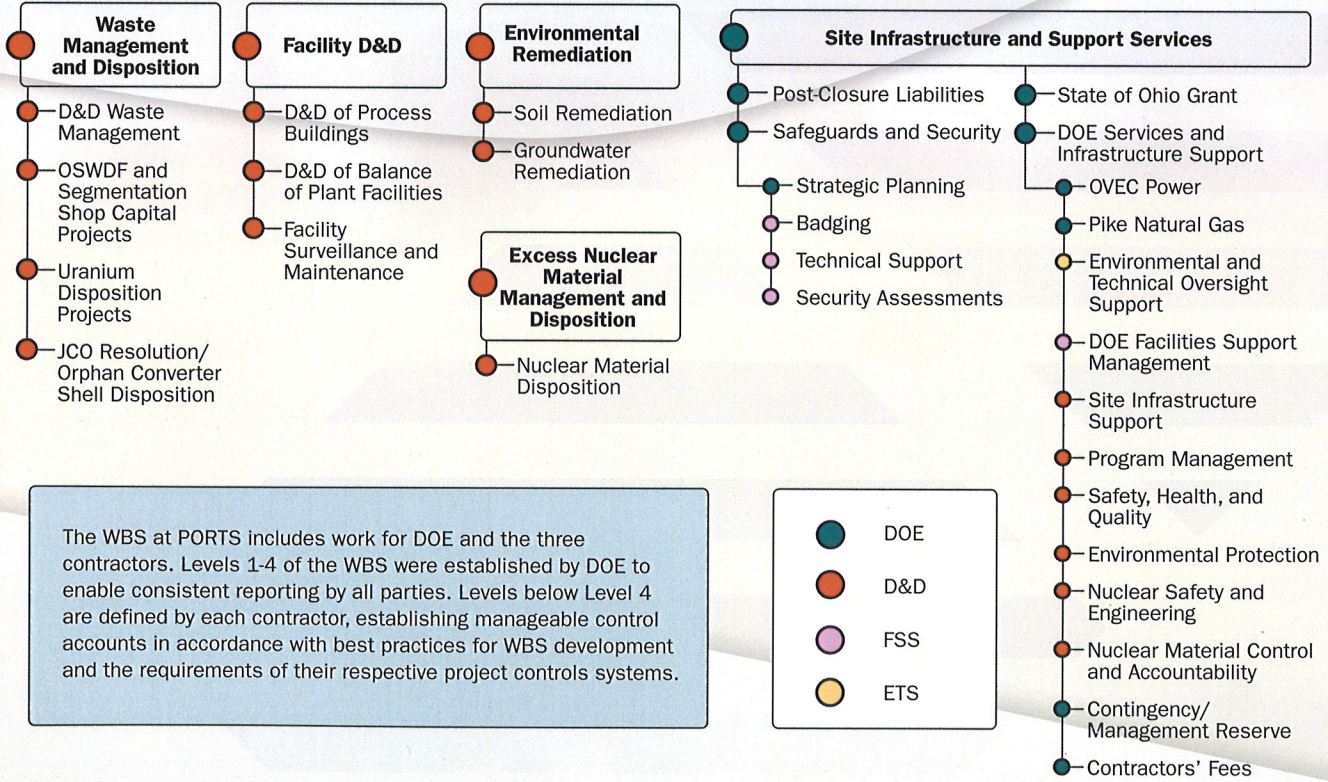 Waste
Management
and Disposition
D&D Waste
Management
OSWDF and
Segmentation
Shop Capital
Projects
Uranium
Disposition
Projects
JCO Resolution/
Orphan Converter
Shell Disposition
Facility D&D
D&D of Process
Buildings
D&D of Balance
of Plant Facilities
Facility
Surveillance and
Maintenance
Environmental
Remediation
Soil Remediation
Groundwater
Remediation
Excess Nuclear
Material
Management and
Disposition
Nuclear Material
Disposition
Site Infrastructure and Support Services
Post-Closure Liabilities
Safeguards and Security
Strategic Planning
Badging
Technical Support
Security Assessments
State of Ohio Grant
DOE Services and
Infrastructure Support
OVEC Power
Pike Natural Gas
Environmental and
Technical Oversight
Support
DOE Facilities Support
Management
Site Infrastructure
Support
Program Management
Safety, Health, and
Quality
Environmental Protection
Nuclear Safety and
Engineering
Nuclear Material Control
and Accountability
Contingency/
Management Reserve
Contractors' Fees
The WBS at PORTS includes work for DOE and the three
contractors. Levels 1-4 of the WBS were established by DOE to
enable consistent reporting by all parties. Levels below Level 4
are defined by each contractor, establishing manageable control
accounts in accordance with best practices for WBS development
and the requirements of their respective project controls systems.
DOE
D&D
FSS
ETS